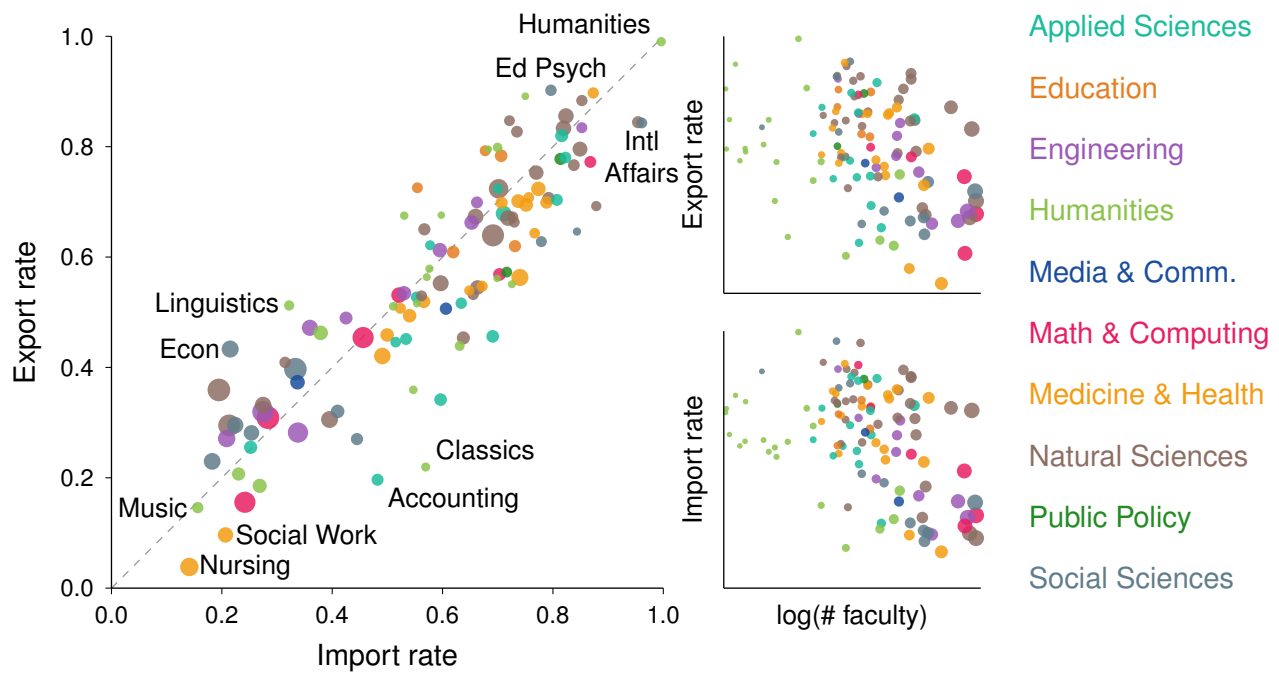 Humanities
Ed Psych
Intl
Affairs
Linguistics
Econ
Classics
Accounting
Music
Social Work
Nursing
Export rate
1.0
0.8
0.6
0.4
0.2
0.0
0.0
0.2
0.4
0.6
0.8
1.0
Import rate
Export rate
Import rate
log(# faculty)
Applied Sciences
Education
Engineering
Humanities
Media & Comm.
Math & Computing
Medicine & Health
Natural Sciences
Public Policy
Social Sciences